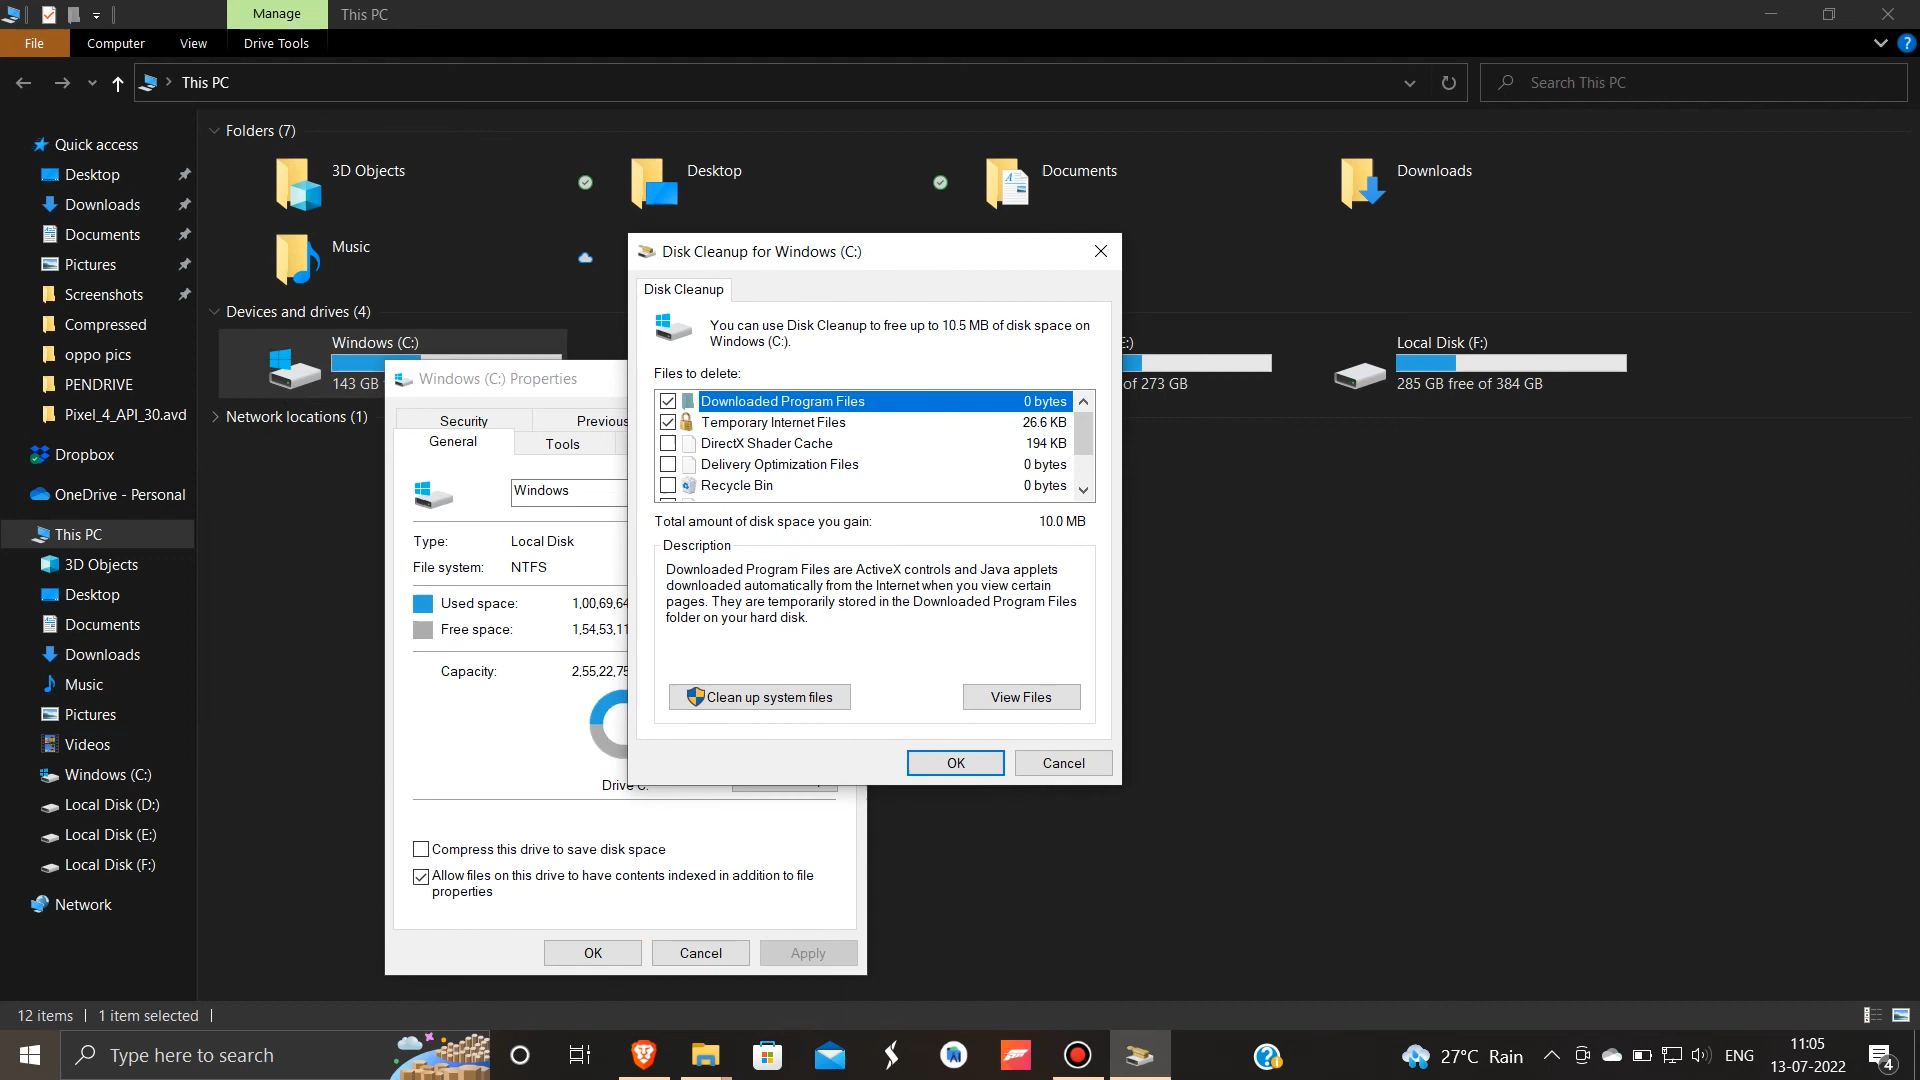 Manage
This PC
File
Computer
View
Drive Tools
This PC
Search This PC
Quick access
Desktop
Downloads
Documents
Pictures
Screenshots
Compressed
oppo pics
PENDRIVE
Pixel_4_API_30.avd
Dropbox
OneDrive - Personal
This PC
3D Objects
Desktop
Documents
Downloads
Music
Pictures
Videos
Windows (C:)
Local Disk (D:)
Local Disk (E:)
Local Disk (F:)
Network
Folders (7)
3D Objects
Desktop
Documents
Downloads
Music
Devices and drives (4)
Windows (C:)
143 GB
E:)
of 273 GB
Local Disk (F:)
285 GB free of 384 GB
Network locations (1)
Windows (C:) Properties
Security
Previous
General
Tools
Windows
Type:
Local Disk
File system:
NTFS
Used space:
1,00,69,64
Free space:
1,54,53,11
Capacity:
2,55,22,75
Drive C:
Compress this drive to save disk space
Allow files on this drive to have contents indexed in addition to file
properties
OK
Cancel
Apply
Disk Cleanup for Windows (C:)
Disk Cleanup
You can use Disk Cleanup to free up to 10.5 MB of disk space on
Windows (C:).
Files to delete:
Downloaded Program Files 0 bytes
Temporary Internet Files 26.6 KB
DirectX Shader Cache 194 KB
Delivery Optimization Files 0 bytes
Recycle Bin 0 bytes
Total amount of disk space you gain: 10.0 MB
Description
Downloaded Program Files are ActiveX controls and Java applets
downloaded automatically from the Internet when you view certain
pages. They are temporarily stored in the Downloaded Program Files
folder on your hard disk.
Clean up system files
View Files
OK
Cancel
12 items
1 item selected
Type here to search
27°C Rain
ENG
11:05
13-07-2022
4